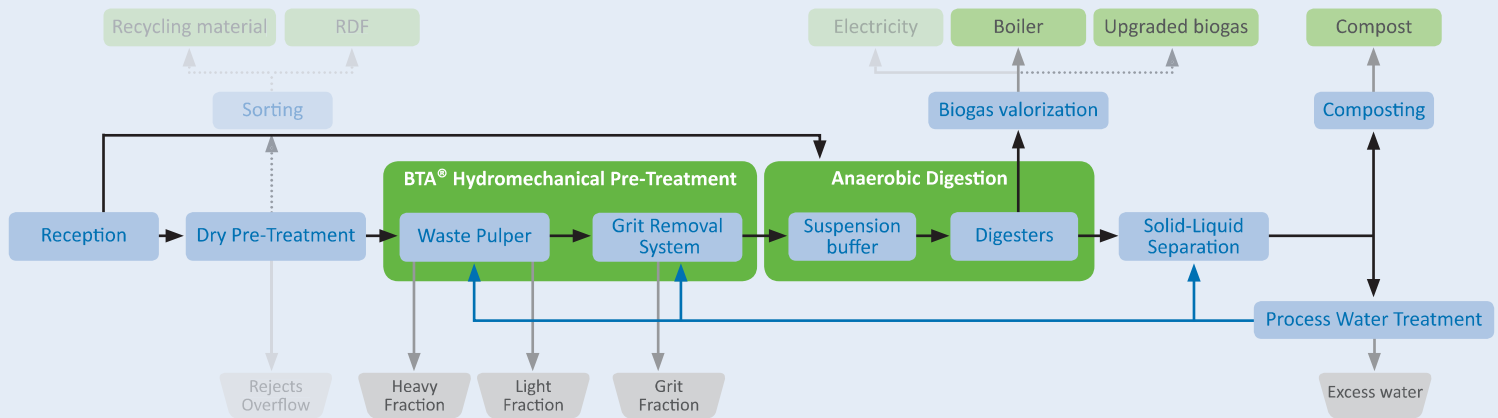 Recycling material
RDF
Electricity
Boiler
Upgraded biogas
Compost
Sorting
Biogas valorization
Composting
BTA® Hydromechanical Pre-Treatment
Anaerobic Digestion
Reception
Dry Pre-Treatment
Waste Pulper
Grit Removal
System
Suspension
buffer
Digesters
Solid-Liquid
Separation
Process Water Treatment
Rejects
Overflow
Heavy
Fraction
Light
Fraction
Grit
Fraction
Excess water